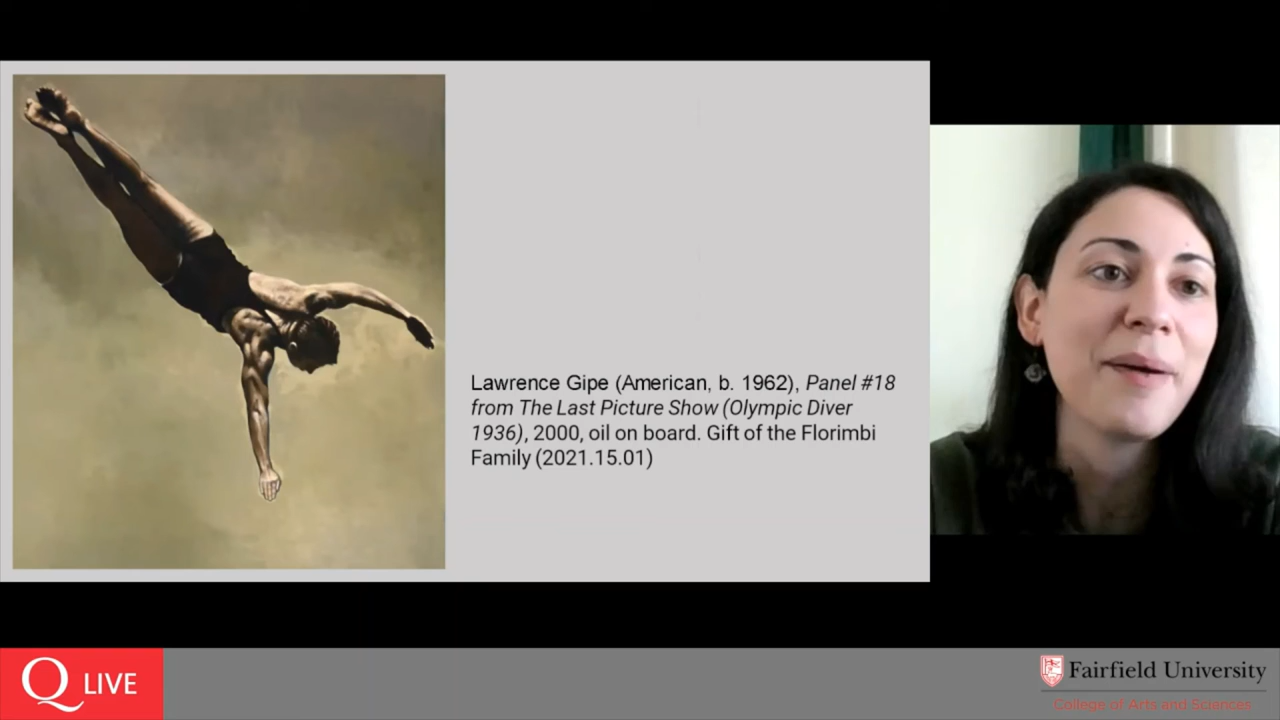 Lawrence Gipe (American, b. 1962), Panel #18
from The Last Picture Show (Olympic Diver
1936), 2000, oil on board. Gift of the Florimbi
Family (2021.15.01)
Q LIVE
Fairfield University
College of Arts and Sciences